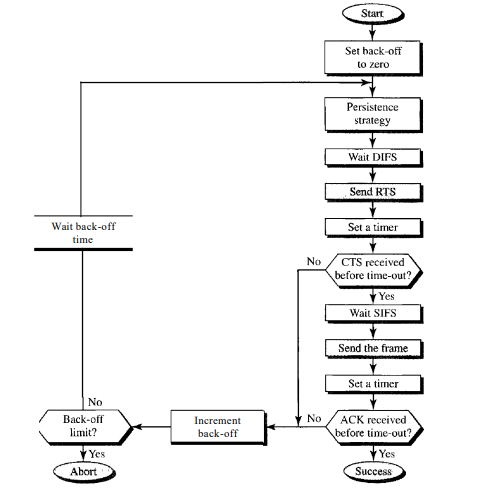 Start
Set back-off
to zero
Persistence
strategy
Wait DIFS
Send RTS
Set a timer
CTS received
before time-out?
No
Yes
Wait SIFS
Send the frame
Set a timer
ACK received
before time-out?
No
Yes
Success
Increment
back-off
Back-off
limit?
Yes
Abort
No
Wait back-off
time